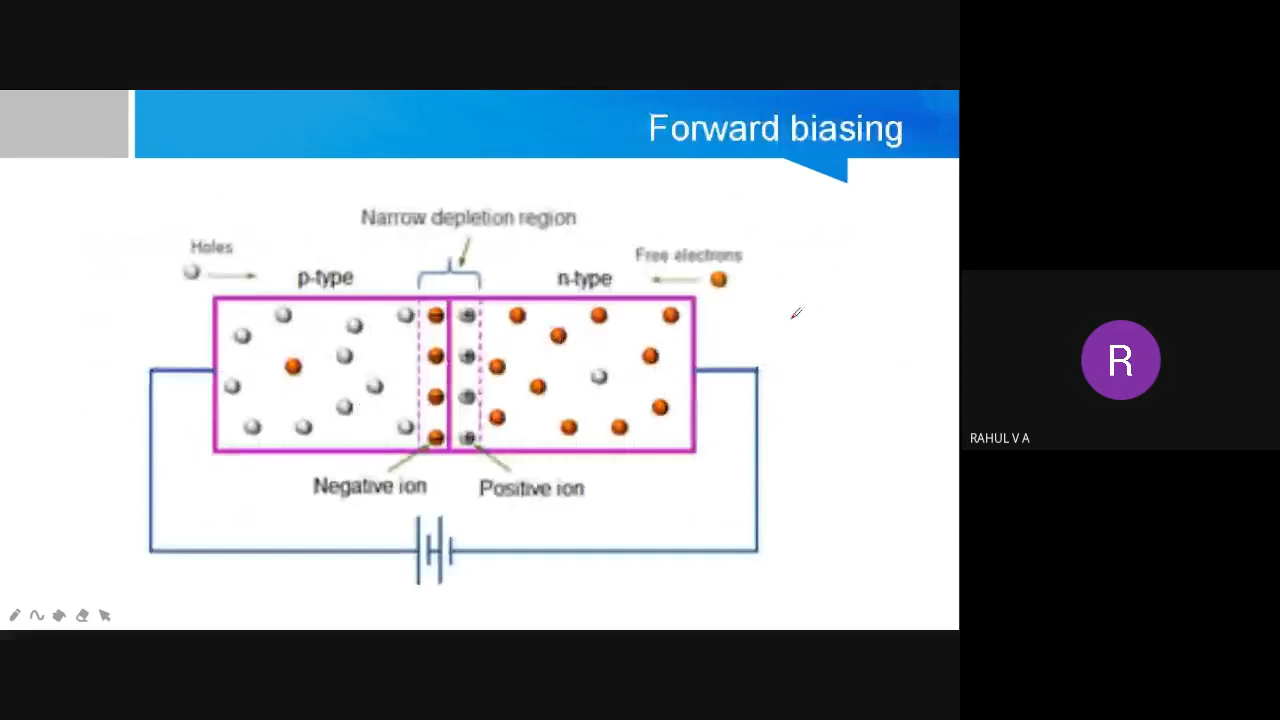 Forward biasing
Narrow depletion region
Holes
Free electrons
p-type
n-type
Negative ion
Positive ion
R
RAHUL V A